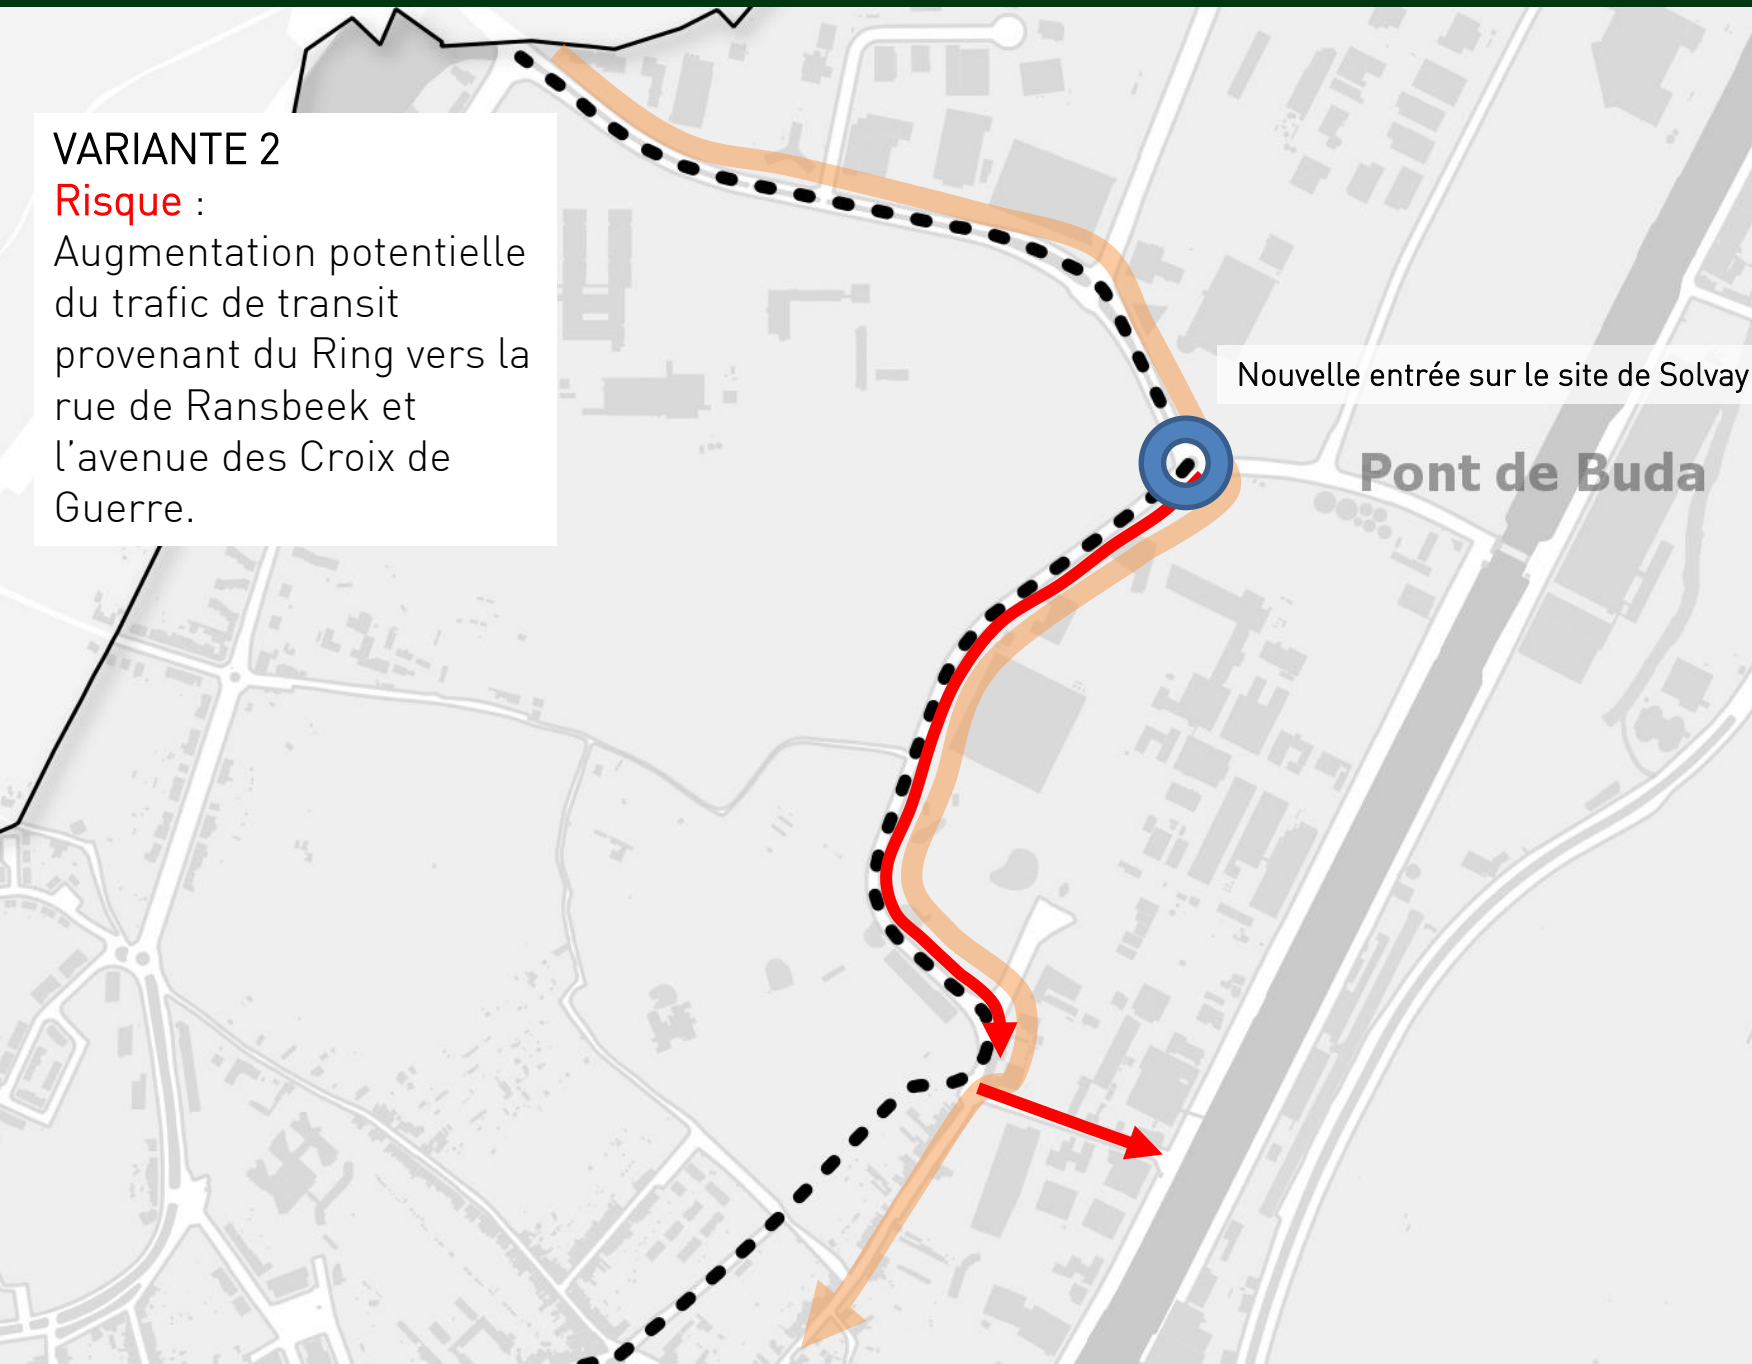 VARIANTE 2
Risque :
Augmentation potentielle
du trafic de transit
provenant du Ring vers la
rue de Ransbeek et
l’avenue des Croix de
Guerre.
Nouvelle entrée sur le site de Solvay
Pont de Buda